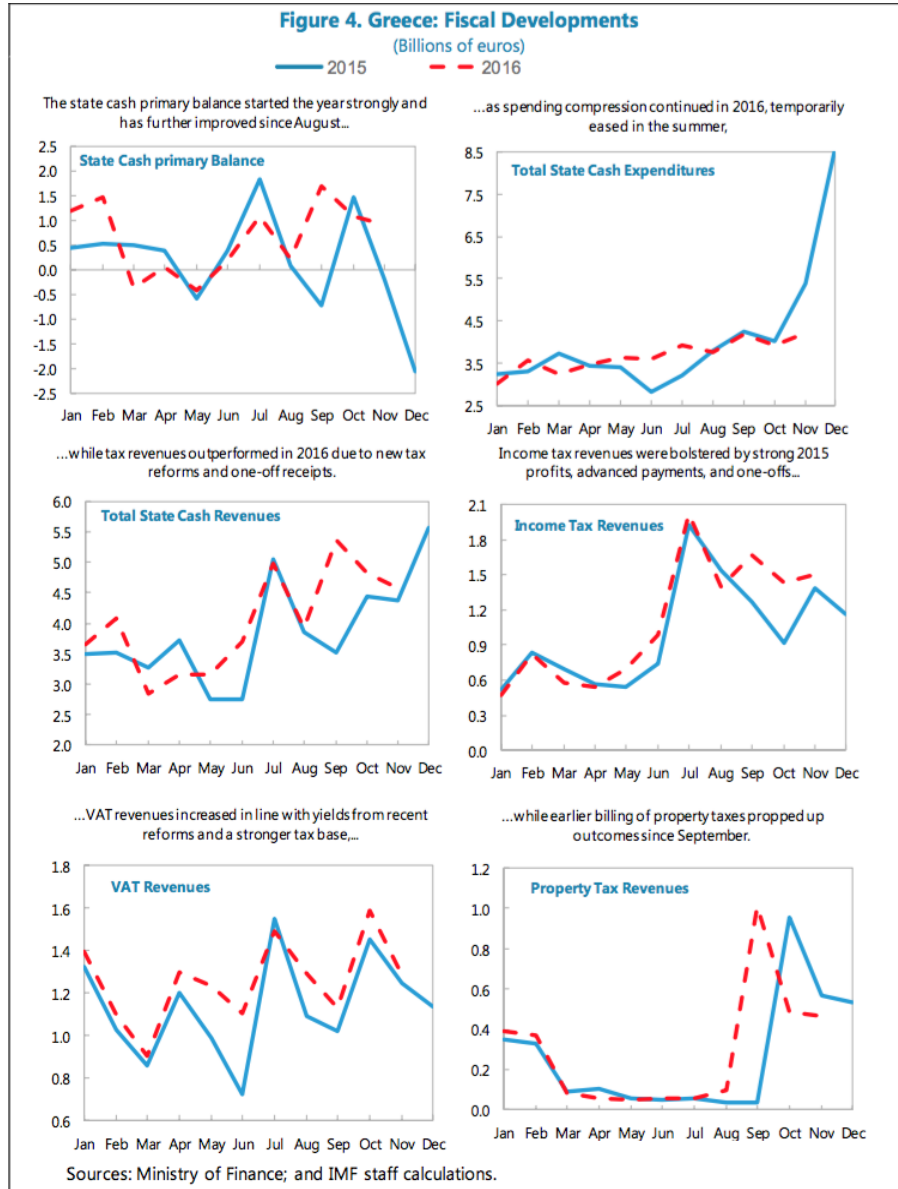 Figure 4. Greece: Fiscal Developments
(Billions of euros)
2015 2016
The state cash primary balance started the year strongly and
has further improved since August...
2.5
State Cash primary Balance
2.0
1.5
1.0
0.5
0.0
-0.5
-1.0
-1.5
-2.0
-2.5
Jan Feb Mar Apr May Jun Jul Aug Sep Oct Nov Dec
...as spending compression continued in 2016, temporarily
eased in the summer,
8.5
Total State Cash Expenditures
7.5
6.5
5.5
4.5
3.5
2.5
Jan Feb Mar Apr May Jun Jul Aug Sep Oct Nov Dec
...while tax revenues outperformed in 2016 due to new tax
reforms and one-off receipts.
6.0
Total State Cash Revenues
5.5
5.0
4.5
4.0
3.5
3.0
2.5
2.0
Jan Feb Mar Apr May Jun Jul Aug Sep Oct Nov Dec
Income tax revenues were bolstered by strong 2015
profits, advanced payments, and one-offs...
2.1
Income Tax Revenues
1.8
1.5
1.2
0.9
0.6
0.3
0.0
Jan Feb Mar Apr May Jun Jul Aug Sep Oct Nov Dec
...VAT revenues increased in line with yields from recent
reforms and a stronger tax base,...
1.8
VAT Revenues
1.6
1.4
1.2
1.0
0.8
0.6
Jan Feb Mar Apr May Jun Jul Aug Sep Oct Nov Dec
...while earlier billing of property taxes propped up
outcomes since September.
1.2
Property Tax Revenues
1.0
0.8
0.6
0.4
0.2
0.0
Jan Feb Mar Apr May Jun Jul Aug Sep Oct Nov Dec
Sources: Ministry of Finance; and IMF staff calculations.